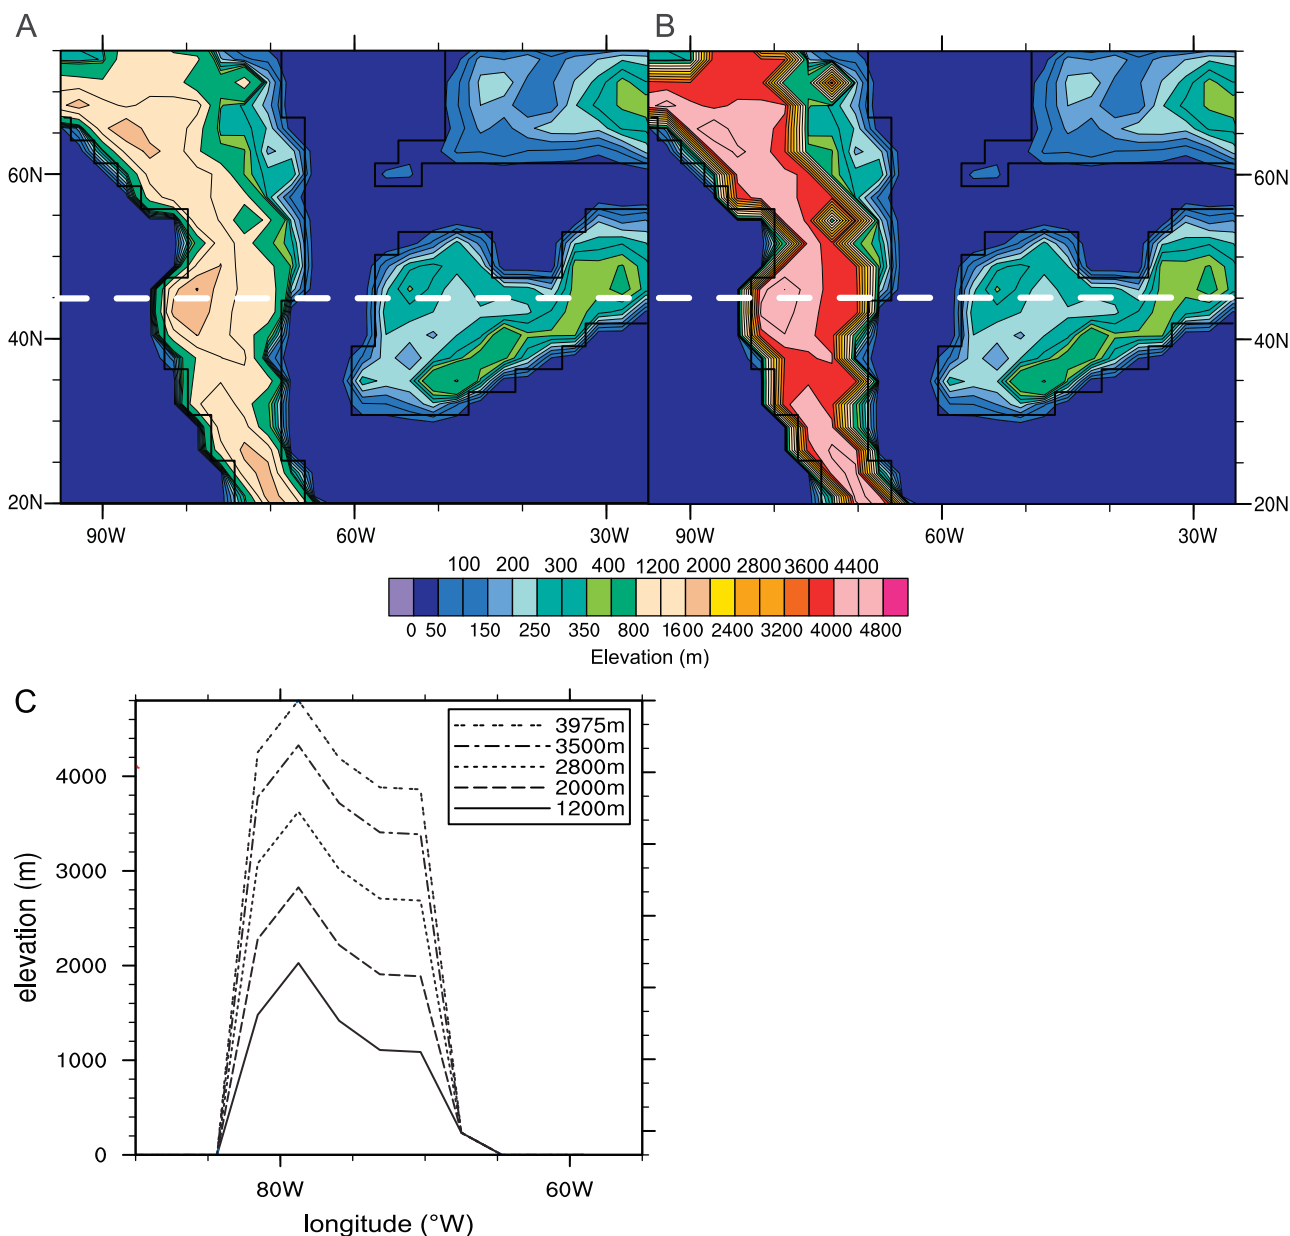 A B
60N 60N
40N 40N
20N 20N
90W 60W 30W 90W 60W 30W
100 200 300 400 1200 2000 2800 3600 4400
0 50 150 250 350 800 1600 2400 3200 4000 4800
Elevation (m)
C
3975m
3500m
2800m
2000m
1200m
4000
3000
2000
1000
0
elevation (m)
80W 60W
longitude (°W)